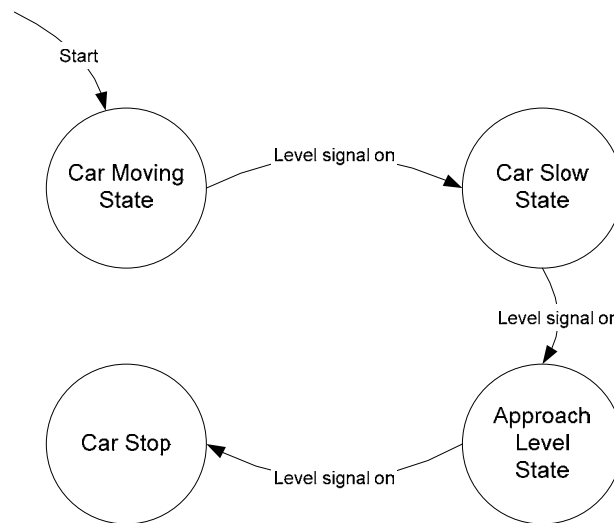 Start
Car Moving
State
Level signal on
Car Slow
State
Level signal on
Approach
Level
State
Level signal on
Car Stop